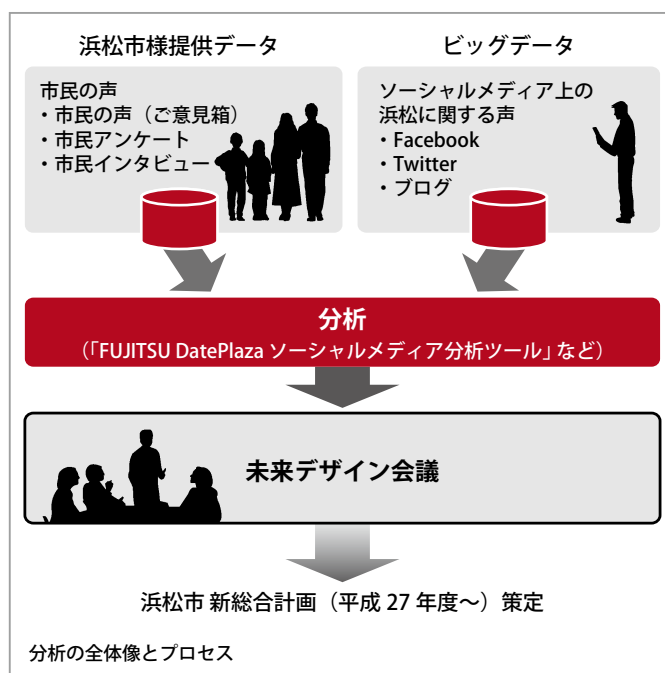 浜松市様提供データ
市民の声
・市民の声（ご意見箱）
・市民アンケート
・市民インタビュー
ビッグデータ
ソーシャルメディア上の
浜松に関する声
・Facebook
・Twitter
・ブログ
分析
（「FUJITSU DatePlaza ソーシャルメディア分析ツール」など）
未来デザイン会議
浜松市 新総合計画（平成 27 年度～）策定
分析の全体像とプロセス